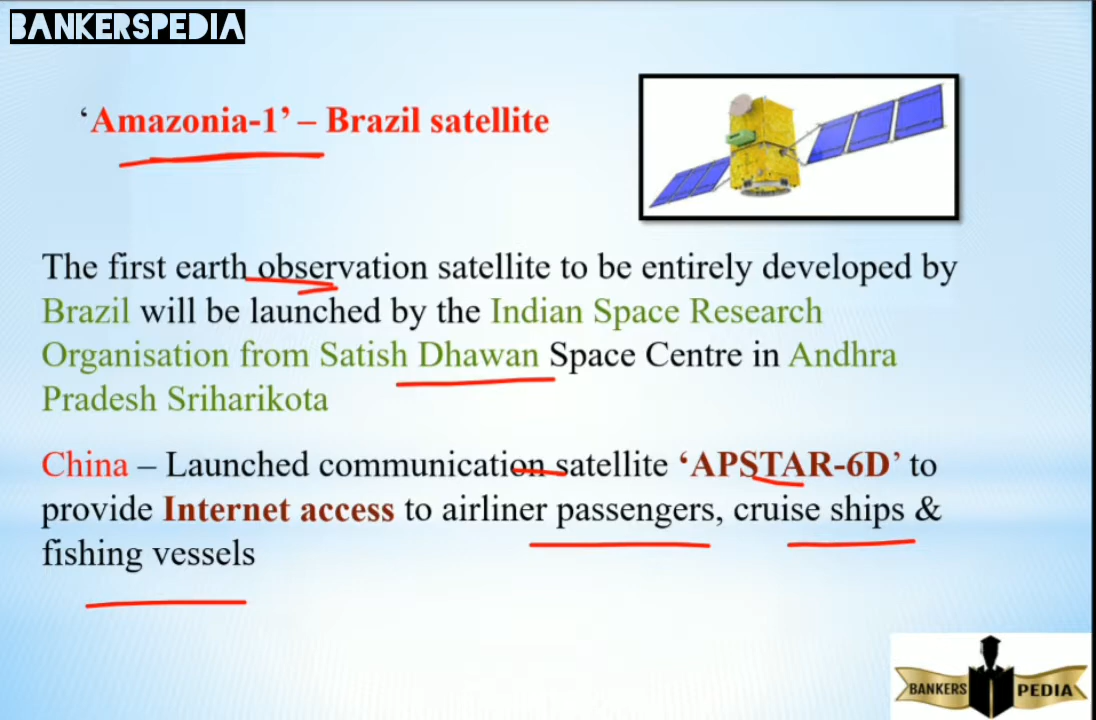 BANKERSPEDIA
‘Amazonia-1’ – Brazil satellite
The first earth observation satellite to be entirely developed by
Brazil will be launched by the Indian Space Research
Organisation from Satish Dhawan Space Centre in Andhra
Pradesh Sriharikota
China – Launched communication satellite ‘APSTAR-6D’ to
provide Internet access to airliner passengers, cruise ships &
fishing vessels
BANKERS PEDIA